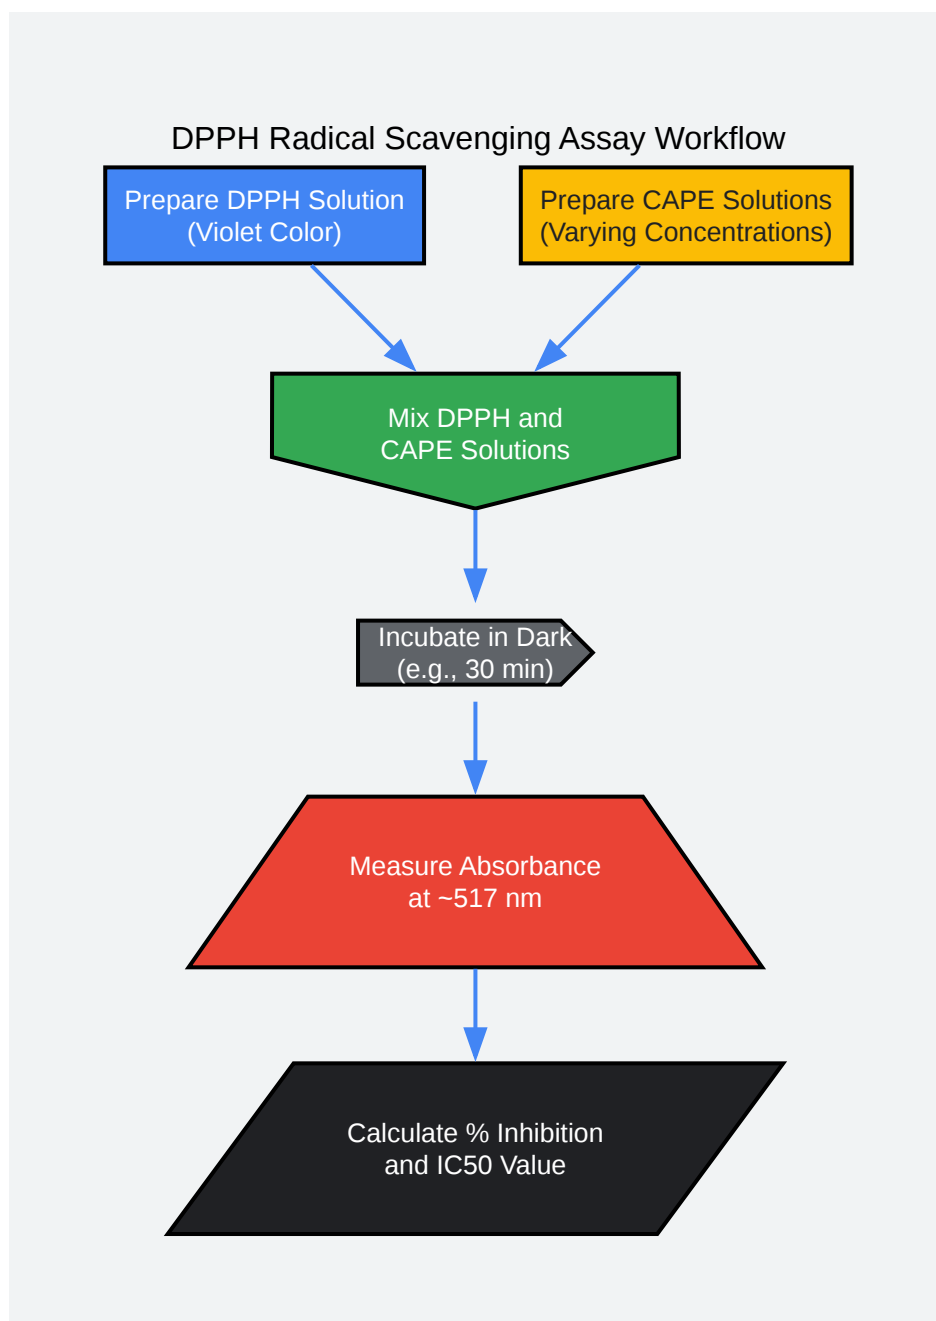 DPPH Radical Scavenging Assay Workflow
Prepare DPPH Solution
(Violet Color)
Prepare CAPE Solutions
(Varying Concentrations)
Mix DPPH and
CAPE Solutions
Incubate in Dark
(e.g., 30 min)
Measure Absorbance
at ~517 nm
Calculate % Inhibition
and IC50 Value